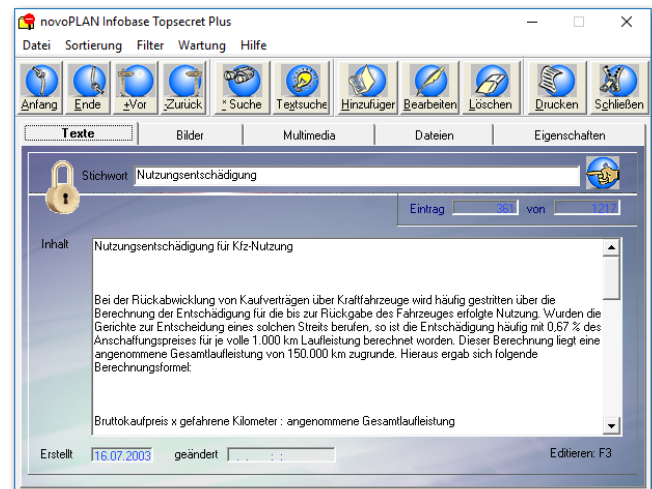 novoPLAN Infobase Topsecret Plus
Datei Sortierung Filter Wartung Hilfe
Anfang Ende +Vor -Zurück * Suche Textsuche Hinzufüger Bearbeiten Löschen Drucken Schließen
Texte Bilder Multimedia Dateien Eigenschaften
Stichwort Nutzungsentschädigung
Eintrag 361 von 1217
Inhalt
Nutzungsentschädigung für Kfz-Nutzung
Bei der Rückabwicklung von Kaufverträgen über Kraftfahrzeuge wird häufig gestritten über die
Berechnung der Entschädigung für die bis zur Rückgabe des Fahrzeuges erfolgte Nutzung. Wurden die
Gerichte zur Entscheidung eines solchen Streits berufen, so ist die Entschädigung häufig mit 0,67 % des
Anschaffungspreises für je volle 1.000 km Laufleistung berechnet worden. Dieser Berechnung liegt eine
angenommene Gesamtlaufleistung von 150.000 km zugrunde. Hieraus ergab sich folgende
Berechnungsformel:
Bruttokaufpreis x gefahrene Kilometer : angenommene Gesamtlaufleistung
Erstellt 16.07.2003 geändert . . : : Editieren: F3